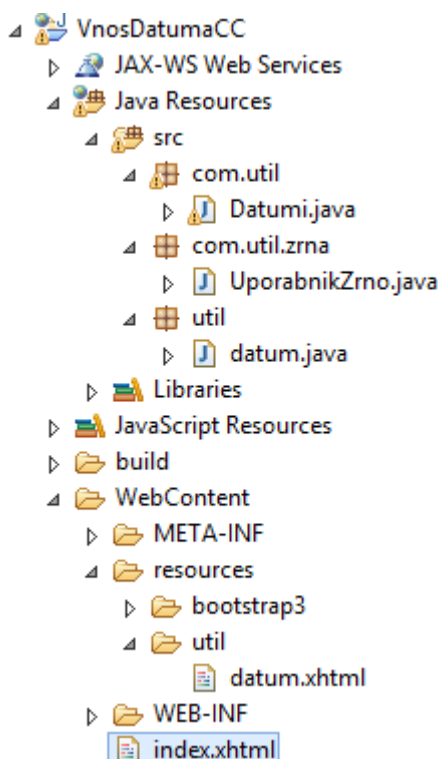 VnosDatumaCC
JAX-WS Web Services
Java Resources
src
com.util
Datumi.java
com.util.zrna
UporabnikZrno.java
util
datum.java
Libraries
JavaScript Resources
build
WebContent
META-INF
resources
bootstrap3
util
datum.xhtml
WEB-INF
index.xhtml